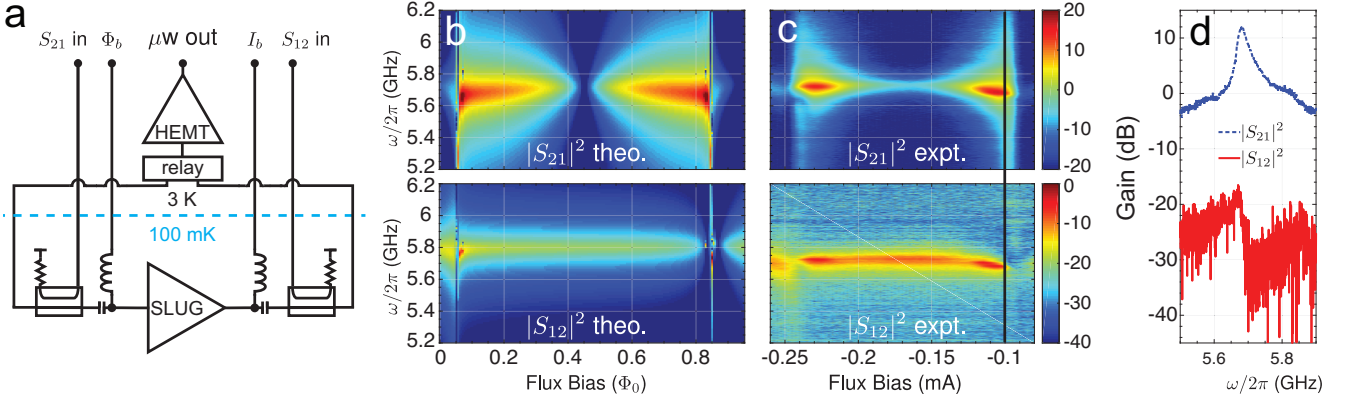 a
S21 in Φb μw out Ib S12 in
HEMT
relay
3 K
100 mK
SLUG
b
6.2
6
5.8
5.6
5.4
5.2
ω/2π (GHz)
|S21|² theo.
6.2
6
5.8
5.6
5.4
5.2
ω/2π (GHz)
|S12|² theo.
0 0.2 0.4 0.6 0.8
Flux Bias (Φ0)
c
|S21|² expt.
20
15
10
5
0
-5
-10
-15
-20
|S12|² expt.
0
-10
-20
-30
-40
-0.25 -0.2 -0.15 -0.1
Flux Bias (mA)
d
10
0
-10
-20
-30
-40
Gain (dB)
|S21|²
|S12|²
5.6 5.8
ω/2π (GHz)